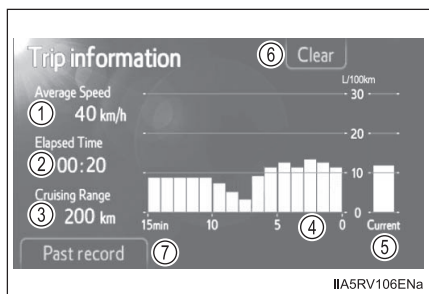 Trip information
⑥ Clear
L/100km
Average Speed
① 40 km/h
Elapsed Time
② 00:20
Cruising Range
③ 200 km
30
20
10
0
15min 10 5 ④ 0 Current
⑤
Past record ⑦
IIA5RV106ENa